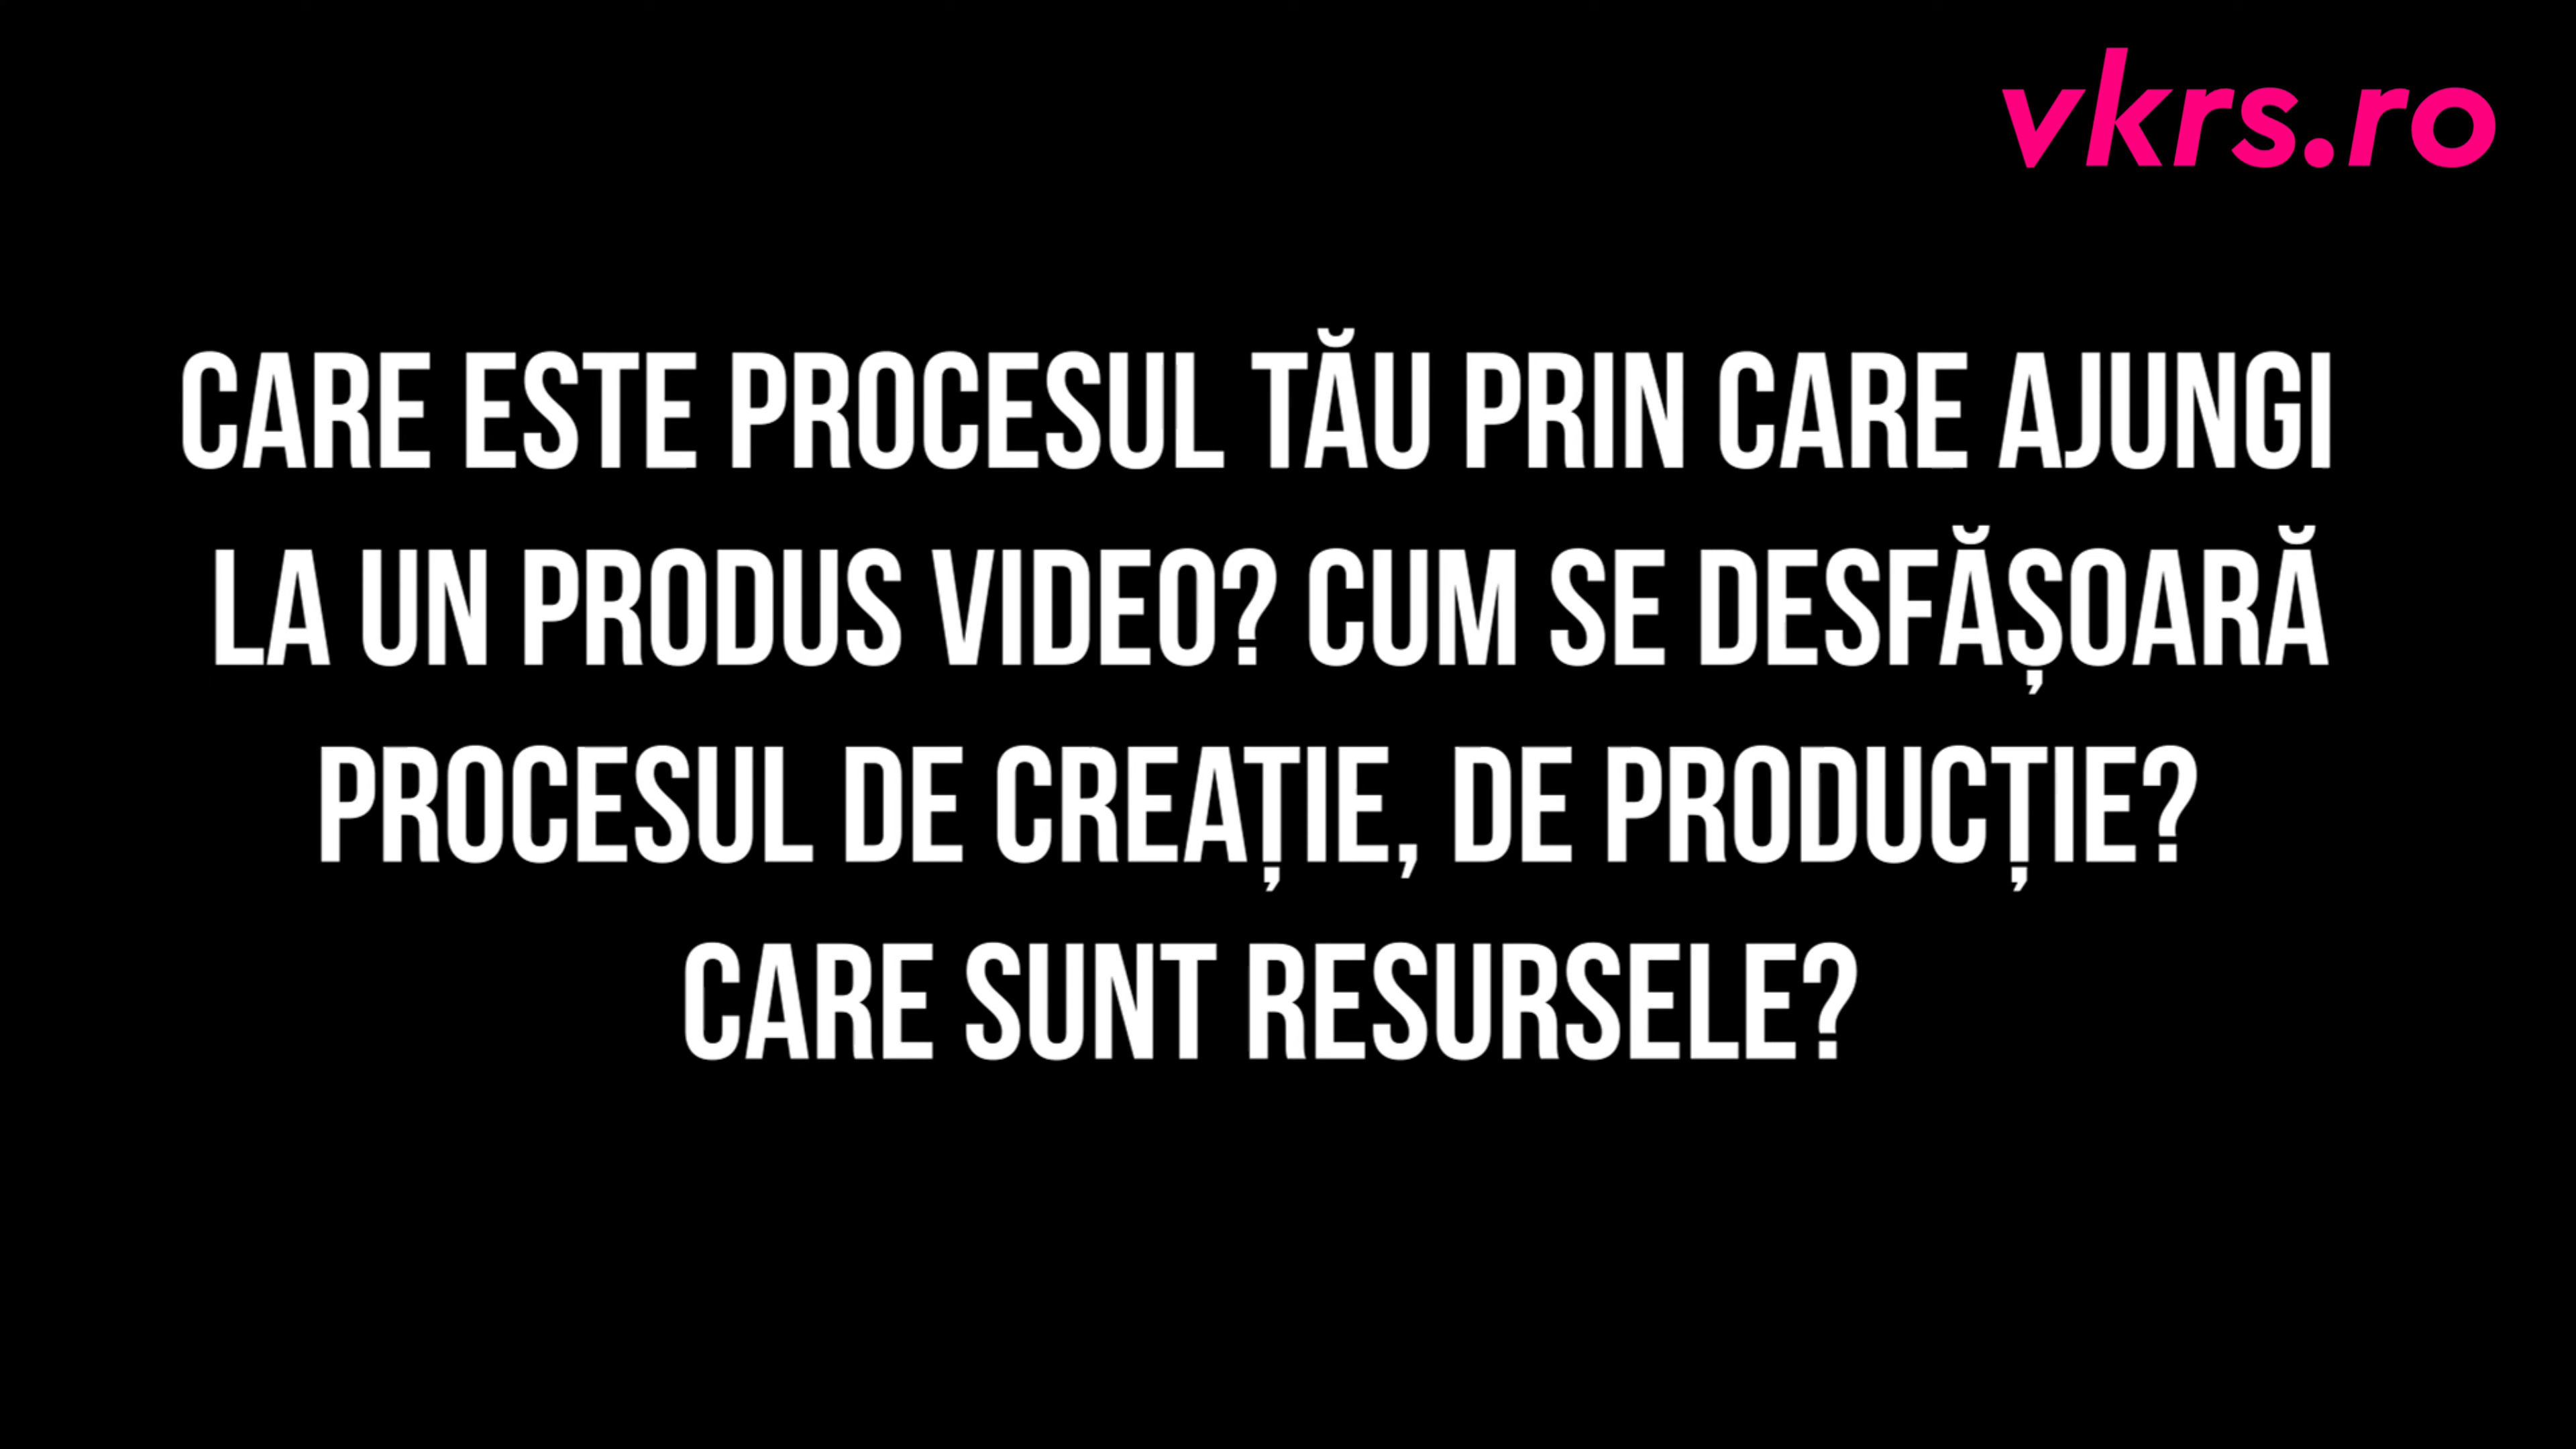 vkrs.ro
CARE ESTE PROCESUL TĂU PRIN CARE AJUNGI
LA UN PRODUS VIDEO? CUM SE DESFĂȘOARĂ
PROCESUL DE CREAȚIE, DE PRODUCȚIE?
CARE SUNT RESURSELE?